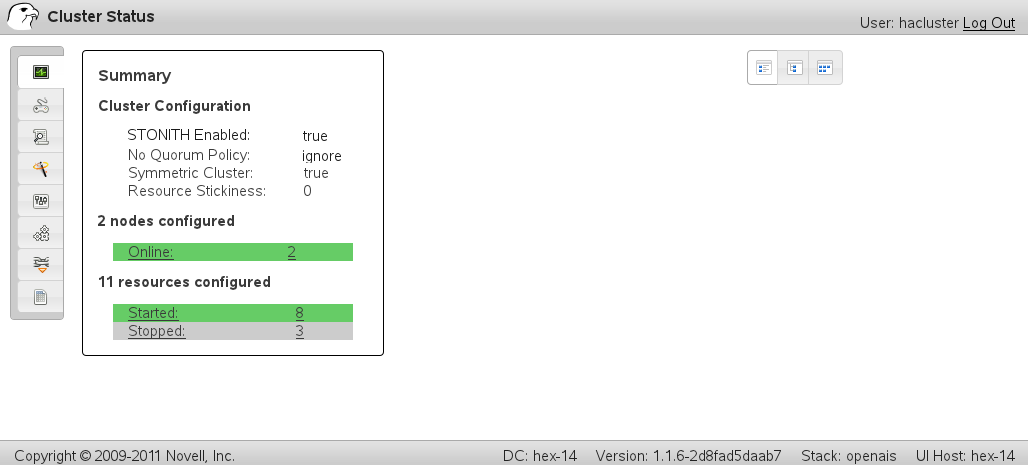 Cluster Status
User: hacluster Log Out
Summary
Cluster Configuration
STONITH Enabled: true
No Quorum Policy: ignore
Symmetric Cluster: true
Resource Stickiness: 0
2 nodes configured
Online: 2
11 resources configured
Started: 8
Stopped: 3
Copyright © 2009-2011 Novell, Inc. DC: hex-14 Version: 1.1.6-2d8fad5daab7 Stack: openais UI Host: hex-14